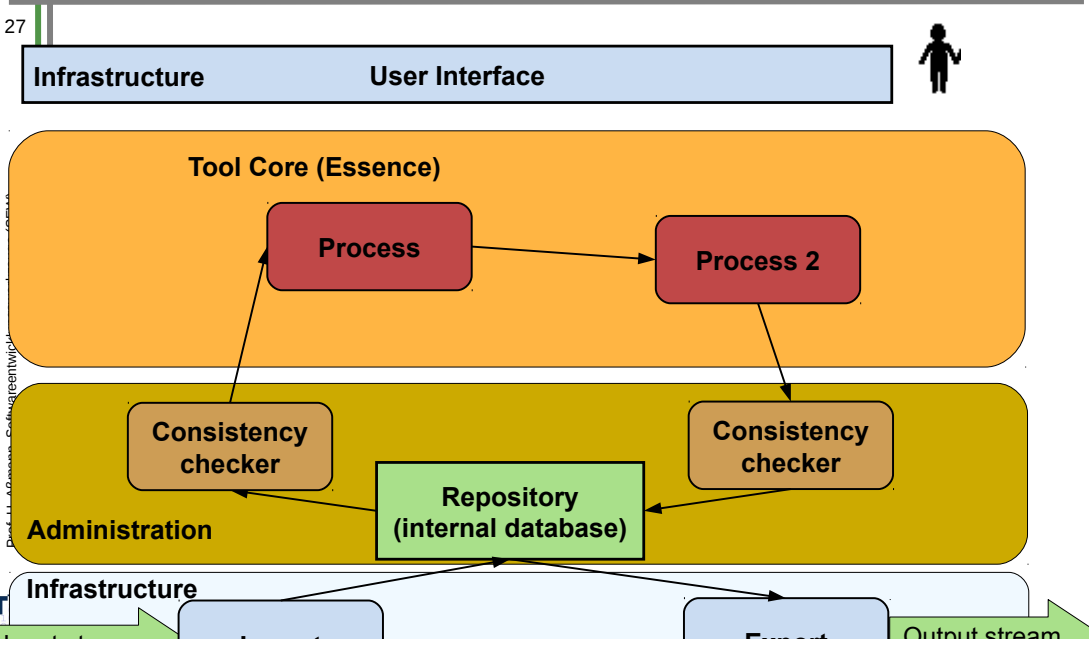 27
Infrastructure
User Interface
Tool Core (Essence)
Process
Process 2
Consistency
checker
Consistency
checker
Repository
(internal database)
Administration
Infrastructure
Output stream